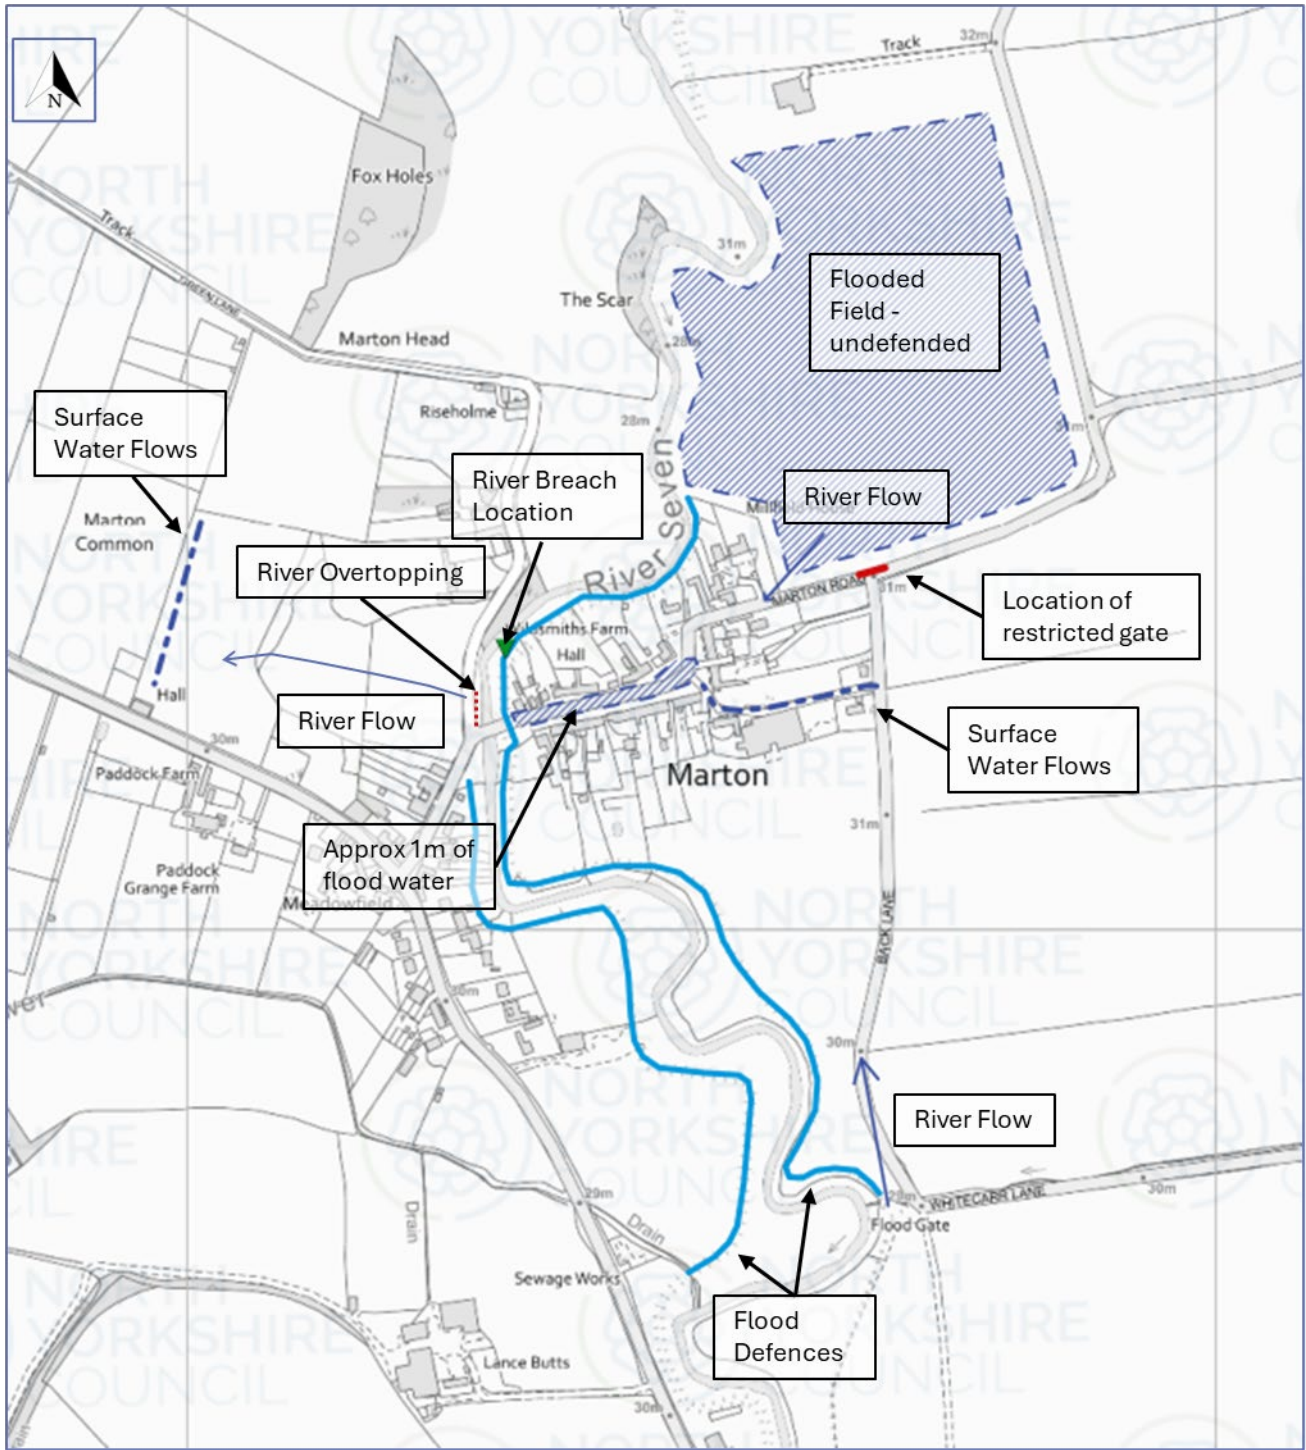 N
Track
32m
Fox Holes
Track
GREEN LANE
31m
The Scar
Flooded
Field -
undefended
Marton Head
28m
Riseholme
28m
Surface
Water Flows
River Breach
Location
River Flow
River Seven
Marton
Common
River Overtopping
MARTON ROAD
31m
Location of
restricted gate
smiths Farm
Hall
Hall
River Flow
30m
Surface
Water Flows
Paddock Farm
Marton
31m
Approx 1m of
flood water
Paddock
Grange Farm
Meadowfield
BACK LANE
30m
30m
River Flow
WHITECARR LANE
30m
29m
Flood Gate
Drain
Drain
Sewage Works
Flood
Defences
Lance Butts
30m
NORTH
YORKSHIRE
COUNCIL